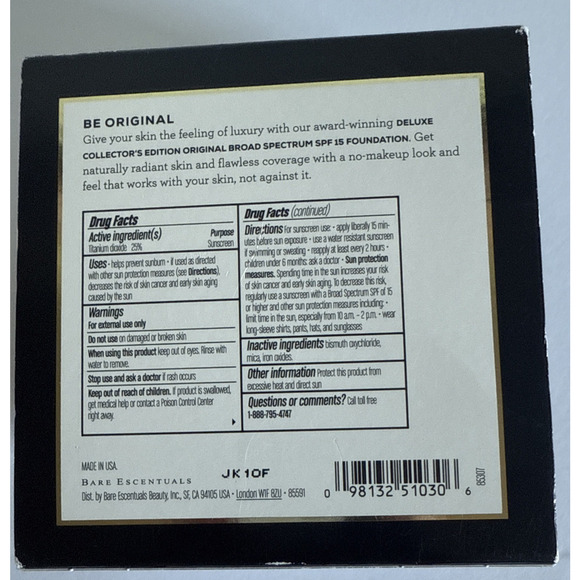 BE ORIGINAL
Give your skin the feeling of luxury with our award-winning DELUXE
COLLECTOR'S EDITION ORIGINAL BROAD SPECTRUM SPF 15 FOUNDATION. Get
naturally radiant skin and flawless coverage with a no-makeup look and
feel that works with your skin, not against it.
Drug Facts
Active ingredient(s) Purpose
Titanium dioxide 25% Sunscreen
Uses • helps prevent sunburn • if used as directed
with other sun protection measures (see Directions),
decreases the risk of skin cancer and early skin aging
caused by the sun
Warnings
For external use only
Do not use on damaged or broken skin
When using this product keep out of eyes. Rinse with
water to remove.
Stop use and ask a doctor if rash occurs
Keep out of reach of children. If product is swallowed,
get medical help or contact a Poison Control Center
right away.
Drug Facts (continued)
Directions For sunscreen use: • apply liberally 15 min-
utes before sun exposure • use a water resistant sunscreen
if swimming or sweating • reapply at least every 2 hours •
children under 6 months: ask a doctor • Sun protection
measures. Spending time in the sun increases your risk
of skin cancer and early skin aging. To decrease this risk,
regularly use a sunscreen with a Broad Spectrum SPF of 15
or higher and other sun protection measures including: •
limit time in the sun, especially from 10 a.m. - 2 p.m. • wear
long-sleeve shirts, pants, hats, and sunglasses
Inactive ingredients bismuth oxychloride,
mica, iron oxides.
Other information Protect this product from
excessive heat and direct sun
Questions or comments? Call toll free
1-888-795-4747
MADE IN USA.
BARE ESCENTUALS
Dist. by Bare Escentuals Beauty, Inc., SF, CA 94105 USA • London W1F 8ZU • 85591
JK10F
0 98132 51030 6
85307